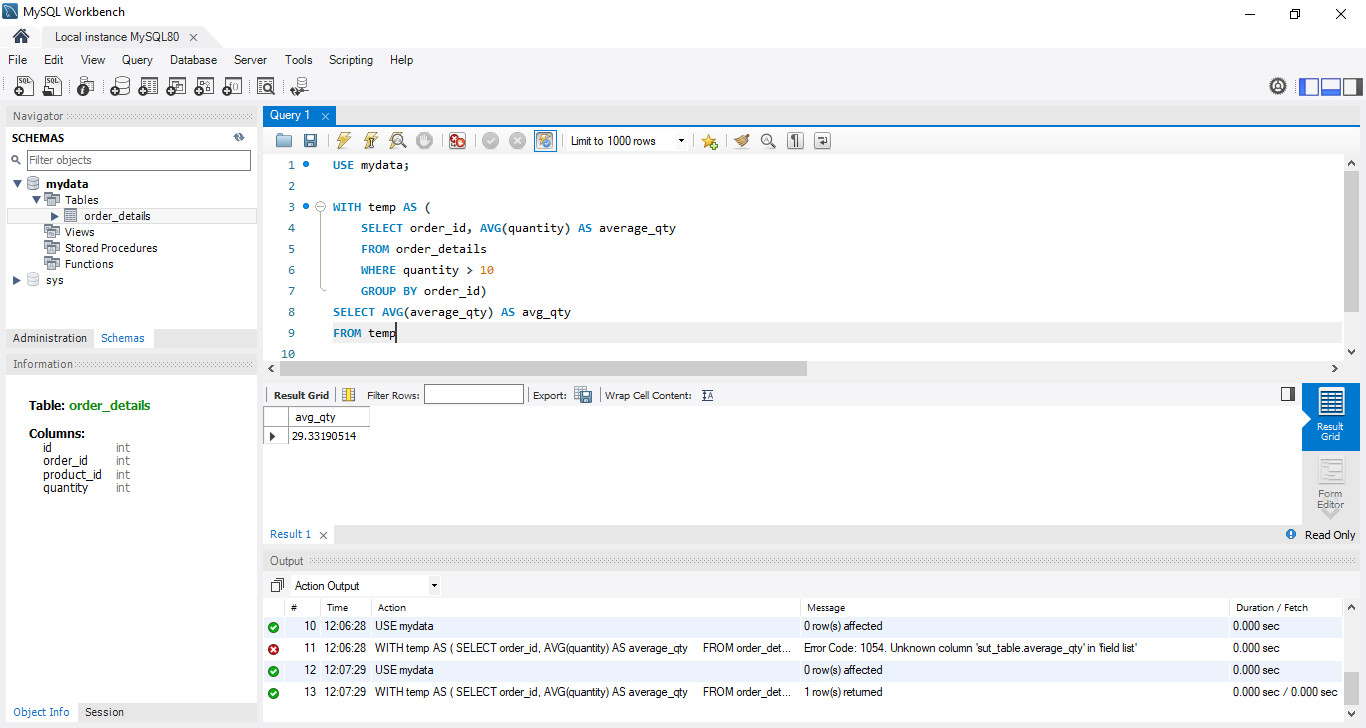 MySQL Workbench
Local instance MySQL80
File Edit View Query Database Server Tools Scripting Help
Navigator
SCHEMAS
Filter objects
mydata
Tables
order_details
Views
Stored Procedures
Functions
sys
Administration Schemas
Information
Table: order_details
Columns:
id int
order_id int
product_id int
quantity int
Object Info Session
Query 1
Limit to 1000 rows
1 USE mydata;
2
3 WITH temp AS (
4 SELECT order_id, AVG(quantity) AS average_qty
5 FROM order_details
6 WHERE quantity > 10
7 GROUP BY order_id)
8 SELECT AVG(average_qty) AS avg_qty
9 FROM temp
10
Result Grid Filter Rows: Export: Wrap Cell Content:
avg_qty
29.33190514
Result
Grid
Form
Editor
Result 1
Read Only
Output
Action Output
# Time Action Message Duration / Fetch
10 12:06:28 USE mydata 0 row(s) affected 0.000 sec
11 12:06:28 WITH temp AS ( SELECT order_id, AVG(quantity) AS average_qty FROM order_det... Error Code: 1054. Unknown column 'sut_table.average_qty' in 'field list' 0.000 sec
12 12:07:29 USE mydata 0 row(s) affected 0.000 sec
13 12:07:29 WITH temp AS ( SELECT order_id, AVG(quantity) AS average_qty FROM order_det... 1 row(s) returned 0.000 sec / 0.000 sec